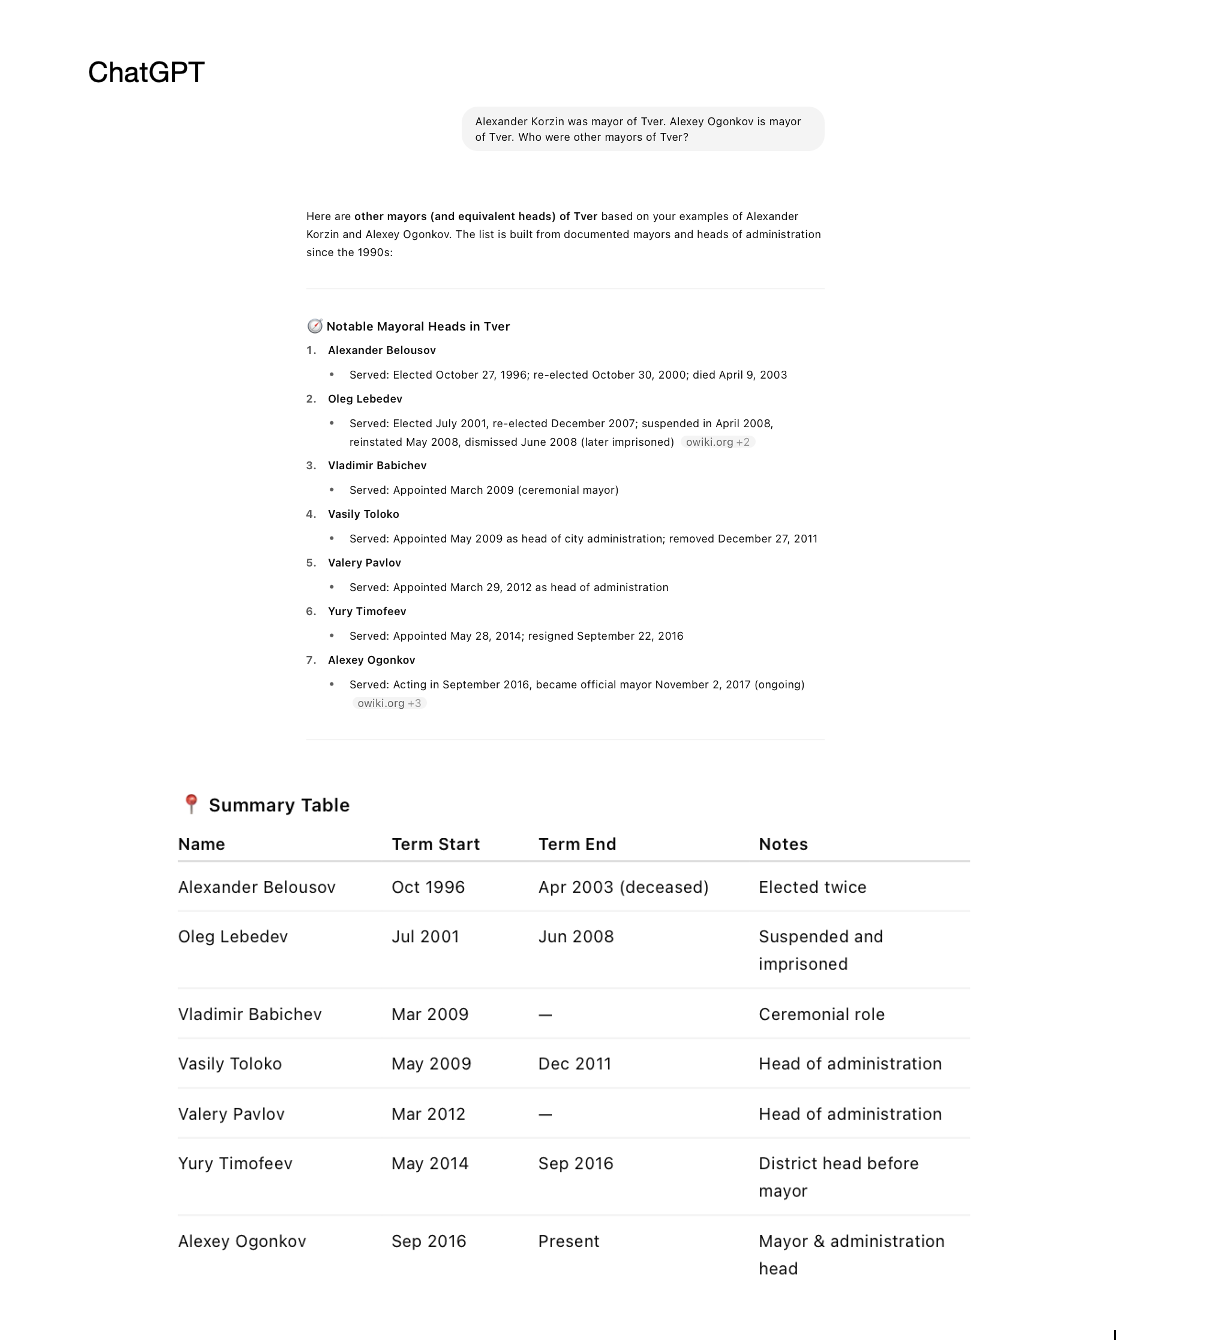 ChatGPT
Alexander Korzin was mayor of Tver. Alexey Ogonkov is mayor
of Tver. Who were other mayors of Tver?
Here are other mayors (and equivalent heads) of Tver based on your examples of Alexander
Korzin and Alexey Ogonkov. The list is built from documented mayors and heads of administration
since the 1990s:
🧭 Notable Mayoral Heads in Tver
1. Alexander Belousov
• Served: Elected October 27, 1996; re-elected October 30, 2000; died April 9, 2003
2. Oleg Lebedev
• Served: Elected July 2001, re-elected December 2007; suspended in April 2008,
reinstated May 2008, dismissed June 2008 (later imprisoned) owiki.org +2
3. Vladimir Babichev
• Served: Appointed March 2009 (ceremonial mayor)
4. Vasily Toloko
• Served: Appointed May 2009 as head of city administration; removed December 27, 2011
5. Valery Pavlov
• Served: Appointed March 29, 2012 as head of administration
6. Yury Timofeev
• Served: Appointed May 28, 2014; resigned September 22, 2016
7. Alexey Ogonkov
• Served: Acting in September 2016, became official mayor November 2, 2017 (ongoing)
owiki.org +3
📍 Summary Table
Name Term Start Term End Notes
Alexander Belousov Oct 1996 Apr 2003 (deceased) Elected twice
Oleg Lebedev Jul 2001 Jun 2008 Suspended and
imprisoned
Vladimir Babichev Mar 2009 — Ceremonial role
Vasily Toloko May 2009 Dec 2011 Head of administration
Valery Pavlov Mar 2012 — Head of administration
Yury Timofeev May 2014 Sep 2016 District head before
mayor
Alexey Ogonkov Sep 2016 Present Mayor & administration
head